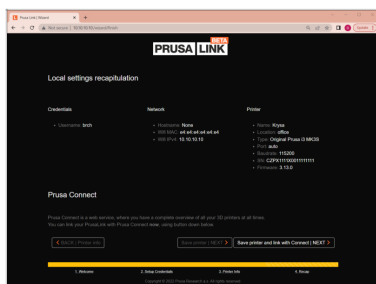 Prusa Link | Wizard
Not secure | 10.10.10.10/wizard/finish
PRUSA LINK
BETA
Local settings recapitulation
Credentials
Username: brch
Network
Hostname: None
Wifi MAC: e4:e4:e4:e4:e4:e4
Wifi IPv4: 10.10.10.10
Printer
Name: Krysa
Location: office
Type: Original Prusa i3 MK3S
Port: auto
Baudrate: 115200
Firmware: 3.13.0
Prusa Connect
Prusa Connect is a web service, where you have a complete overview of all your 3D printers at all times.
You can link your PrusaLink with Prusa Connect now, using button down below.
BACK | Printer info
Save printer | NEXT
Save printer and link with Connect | NEXT
1. Welcome
2. Setup Credentials
3. Printer Info
4. Recap